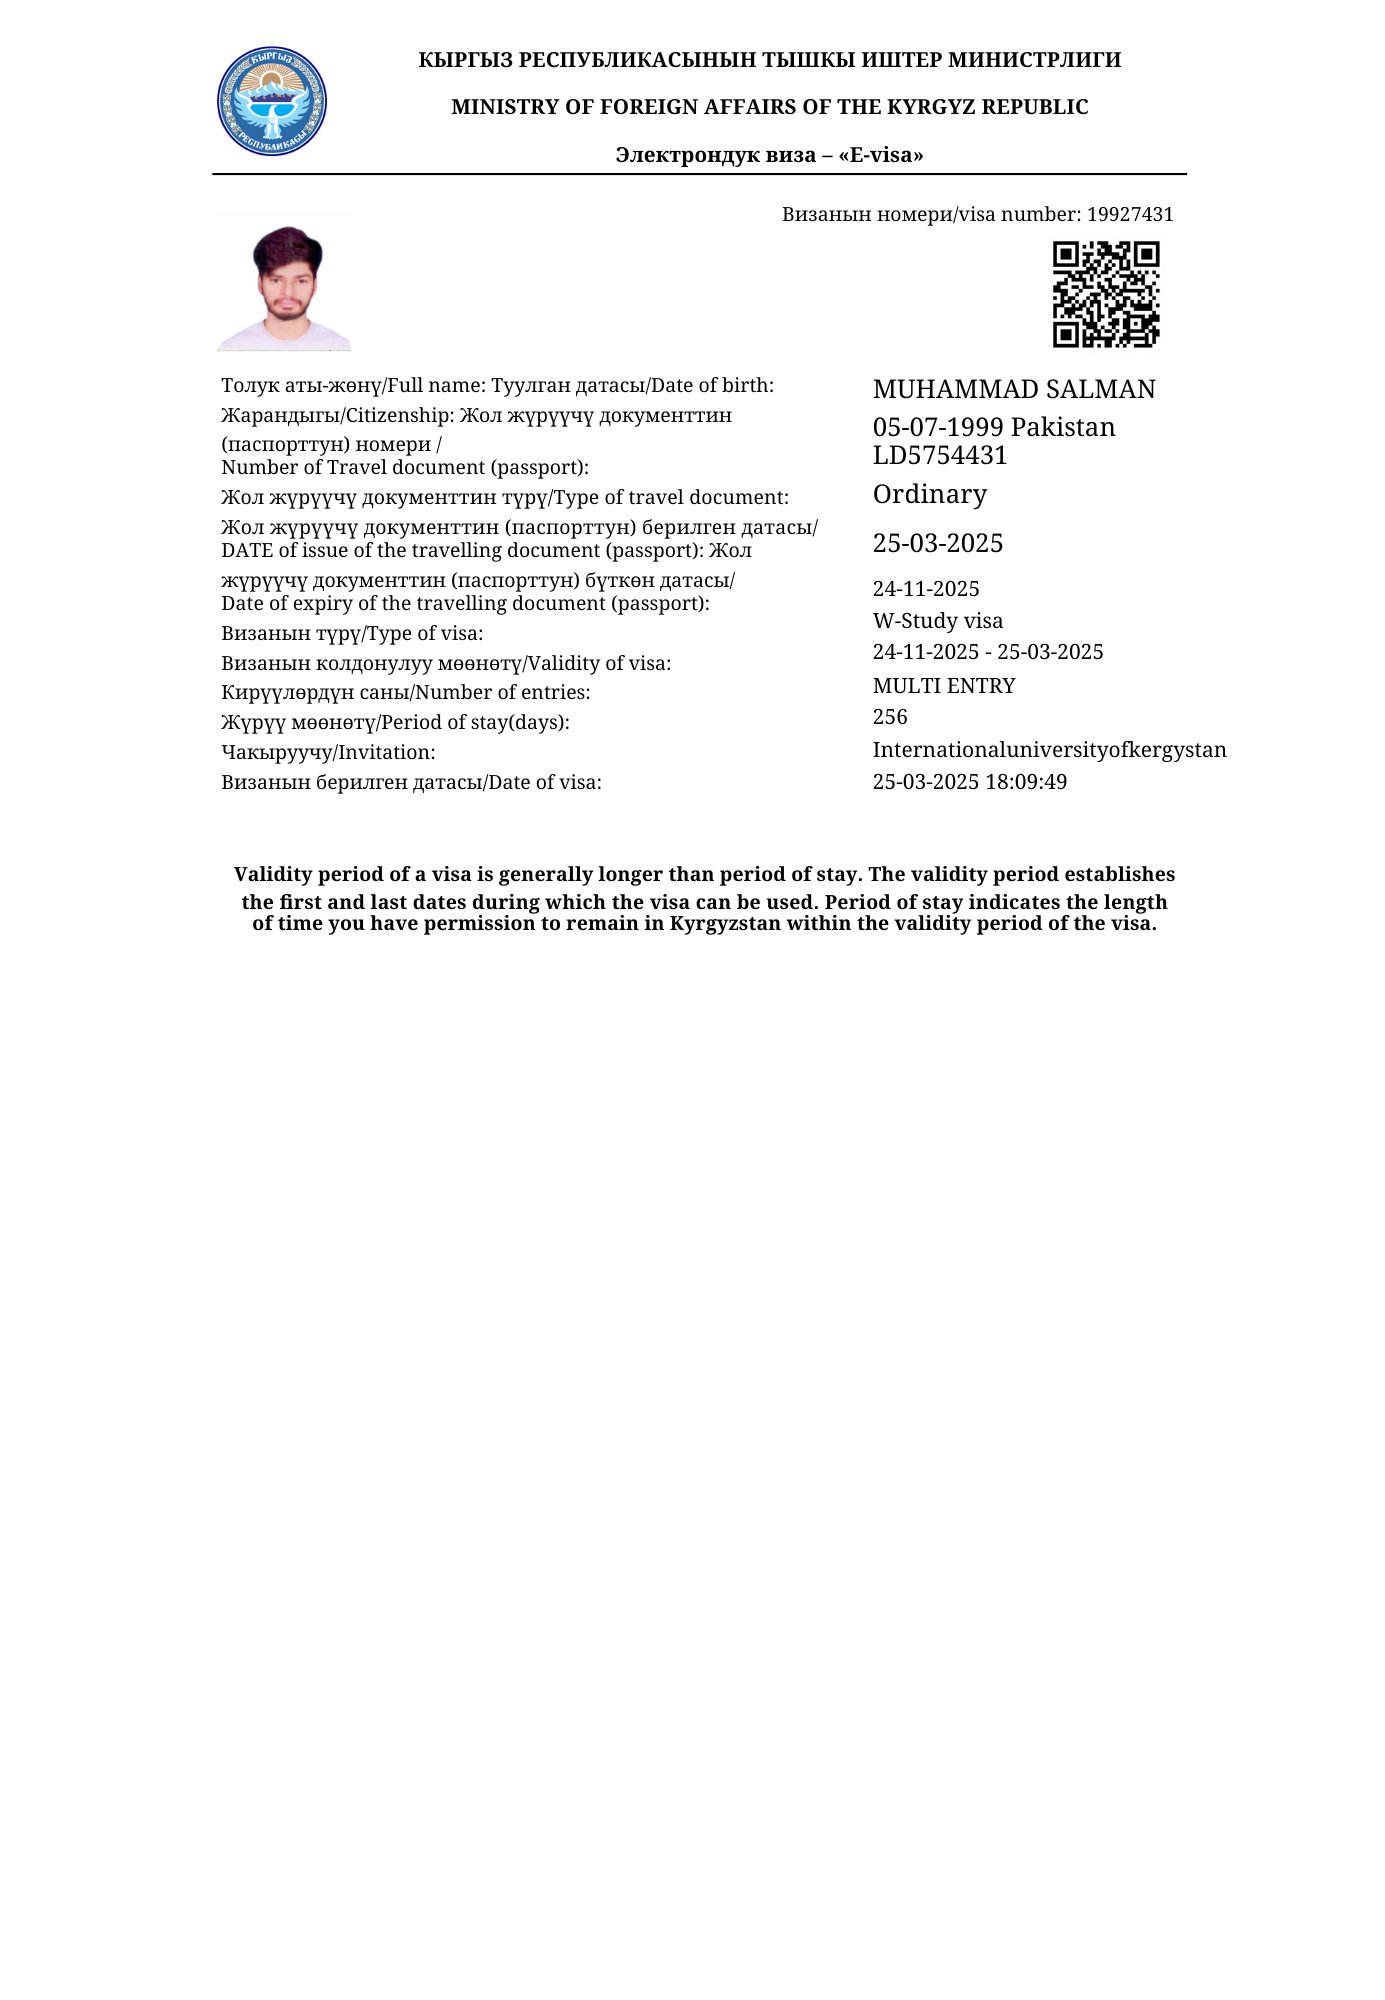 КЫРГЫЗ РЕСПУБЛИКАСЫНЫН ТЫШКЫ ИШТЕР МИНИСТРЛИГИ
MINISTRY OF FOREIGN AFFAIRS OF THE KYRGYZ REPUBLIC
Электрондук виза – «E-visa»
КЫРГЫЗ
РЕСПУБЛИКАСЫ
Визанын номери/visa number: 19927431
Толук аты-жөнү/Full name: Туулган датасы/Date of birth:
MUHAMMAD SALMAN
Жарандыгы/Citizenship: Жол жүрүүчү документтин
05-07-1999 Pakistan
(паспорттун) номери /
LD5754431
Number of Travel document (passport):
Жол жүрүүчү документтин түрү/Type of travel document:
Ordinary
Жол жүрүүчү документтин (паспорттун) берилген датасы/
DATE of issue of the travelling document (passport): Жол
25-03-2025
жүрүүчү документтин (паспорттун) бүткөн датасы/
24-11-2025
Date of expiry of the travelling document (passport):
Визанын түрү/Type of visa:
W-Study visa
Визанын колдонулуу мөөнөтү/Validity of visa:
24-11-2025 - 25-03-2025
Кирүүлөрдүн саны/Number of entries:
MULTI ENTRY
Жүрүү мөөнөтү/Period of stay(days):
256
Чакыруучу/Invitation:
Internationaluniversityofkergystan
Визанын берилген датасы/Date of visa:
25-03-2025 18:09:49
Validity period of a visa is generally longer than period of stay. The validity period establishes
the first and last dates during which the visa can be used. Period of stay indicates the length
of time you have permission to remain in Kyrgyzstan within the validity period of the visa.